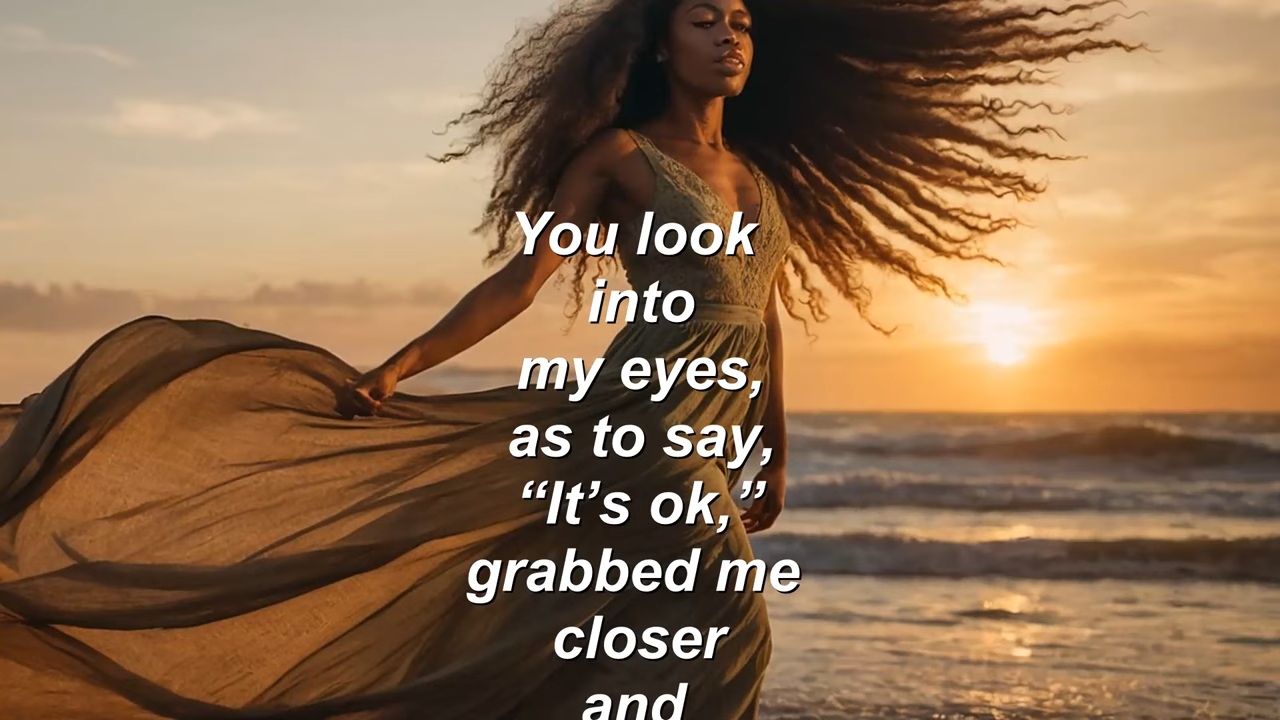 You look
into
my eyes,
as to say,
“It’s ok,”
grabbed me
closer
and